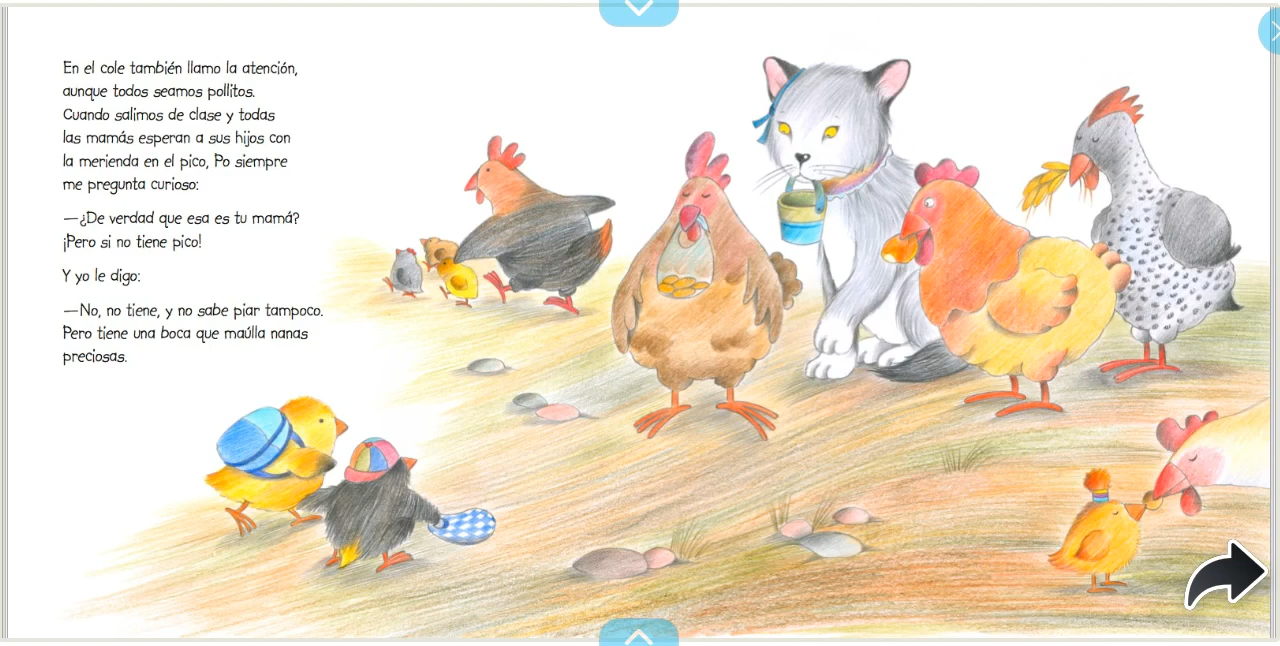 En el cole también llamo la atención,
aunque todos seamos pollitos.
Cuando salimos de clase y todas
las mamás esperan a sus hijos con
la merienda en el pico, Po siempre
me pregunta curioso:
—¿De verdad que esa es tu mamá?
¡Pero si no tiene pico!
Y yo le digo:
—No, no tiene, y no sabe piar tampoco.
Pero tiene una boca que maúlla nanas
preciosas.